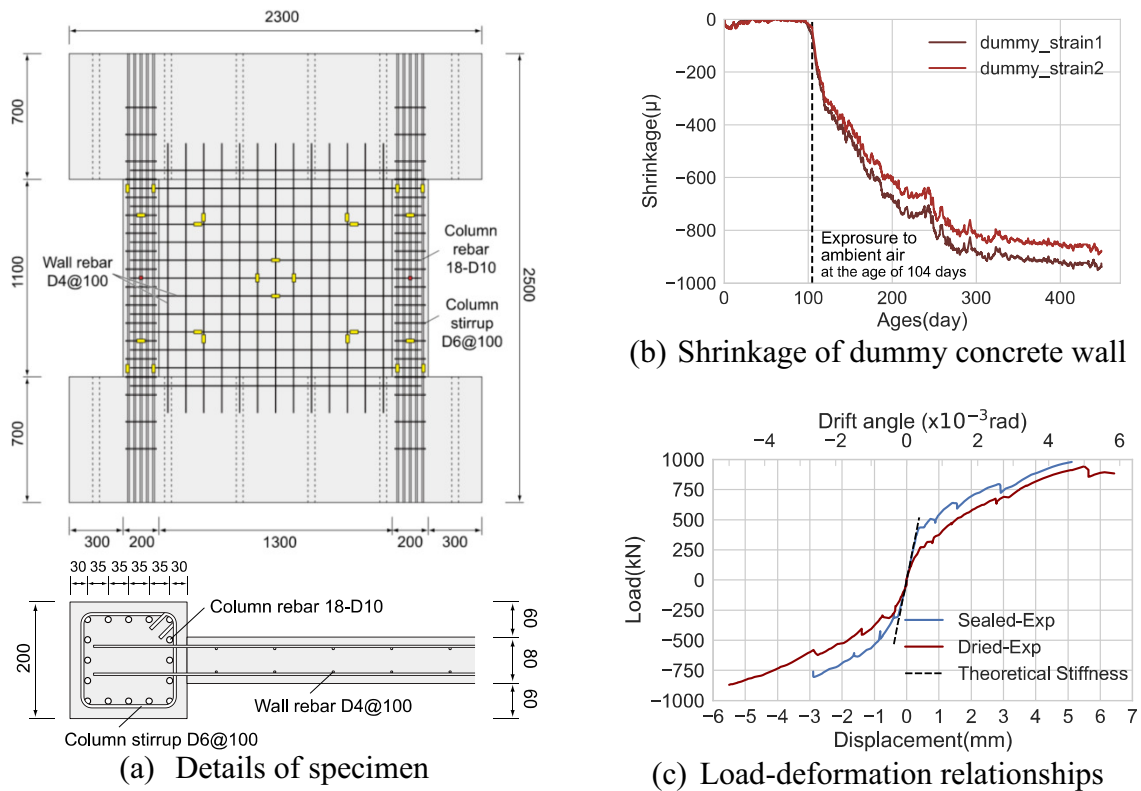 2300
700
1100
700
2500
Wall rebar
D4@100
Column
rebar
18-D10
Column
stirrup
D6@100
300
200
1300
200
300
30 35 35 35 35 30
200
Column rebar 18-D10
60
80
60
Wall rebar D4@100
Column stirrup D6@100
(a) Details of specimen
0
−200
−400
−600
−800
−1000
Shrinkage(μ)
dummy_strain1
dummy_strain2
Exprosure to
ambient air
at the age of 104 days
0 100 200 300 400
Ages(day)
(b) Shrinkage of dummy concrete wall
Drift angle (x10⁻³rad)
−4 −2 0 2 4 6
1000
750
500
250
0
−250
−500
−750
1000
Load(kN)
Sealed-Exp
Dried-Exp
Theoretical Stiffness
−6 −5 −4 −3 −2 −1 0 1 2 3 4 5 6 7
Displacement(mm)
(c) Load-deformation relationships